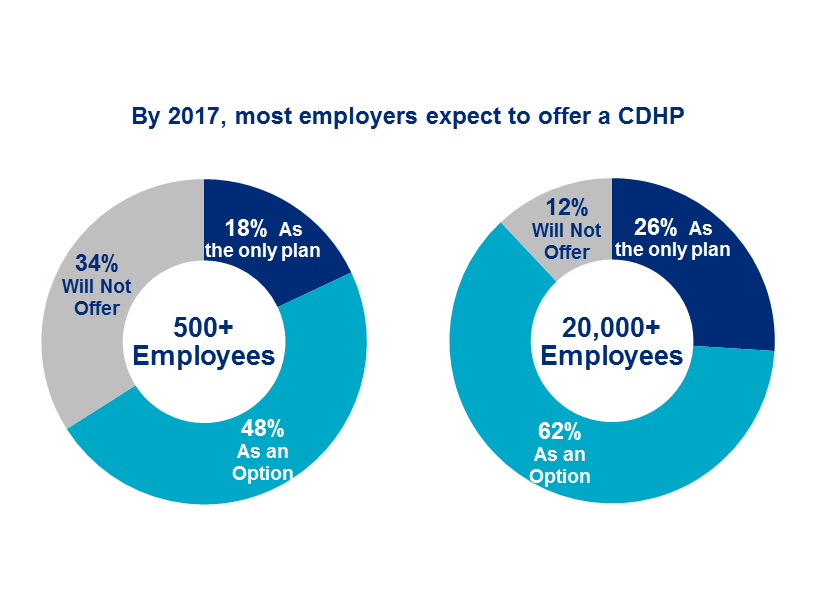 By 2017, most employers expect to offer a CDHP
18% As
the only plan
34%
Will Not
Offer
500+
Employees
48%
As an
Option
12%
Will Not
Offer
26% As
the only plan
20,000+
Employees
62%
As an
Option